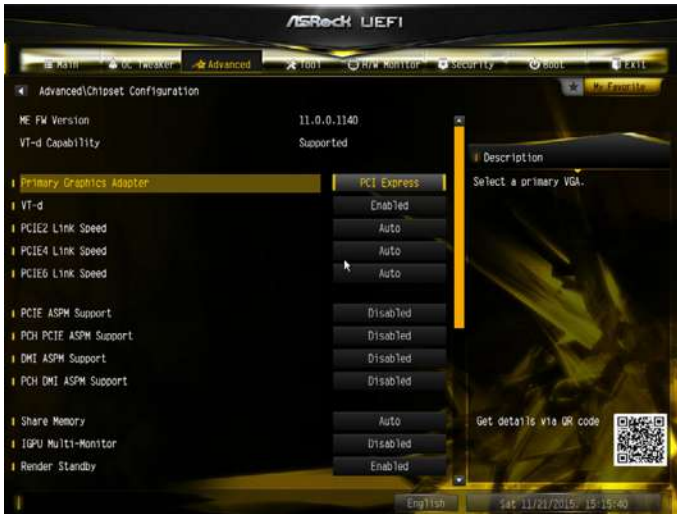 ASRock UEFI
Main OC Tweaker Advanced Tool H/W Monitor Security Boot Exit
Advanced\Chipset Configuration
My Favorite
ME FW Version 11.0.0.1140
VT-d Capability Supported
Description
Primary Graphics Adapter PCI Express
Select a primary VGA.
VT-d Enabled
PCIE2 Link Speed Auto
PCIE4 Link Speed Auto
PCIE6 Link Speed Auto
PCIE ASPM Support Disabled
PCH PCIE ASPM Support Disabled
DMI ASPM Support Disabled
PCH DMI ASPM Support Disabled
Share Memory Auto
Get details via QR code
IGPU Multi-Monitor Disabled
Render Standby Enabled
English
Sat 11/21/2015. 15:15:40